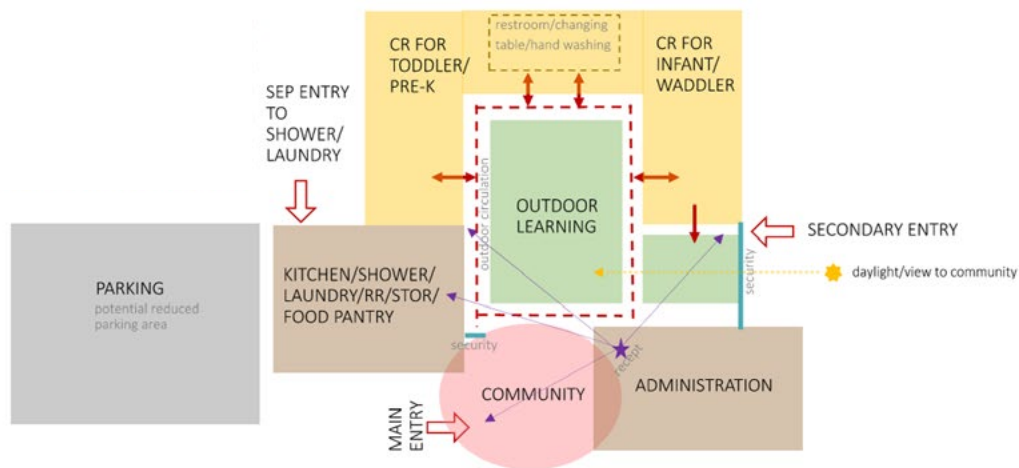 restroom/changing
table/hand washing
CR FOR
TODDLER/
PRE-K
CR FOR
INFANT/
WADDLER
SEP ENTRY
TO
SHOWER/
LAUNDRY
outdoor circulation
OUTDOOR
LEARNING
SECONDARY ENTRY
security
daylight/view to community
PARKING
potential reduced
parking area
KITCHEN/SHOWER/
LAUNDRY/RR/STOR/
FOOD PANTRY
security
recept
COMMUNITY
ADMINISTRATION
MAIN
ENTRY